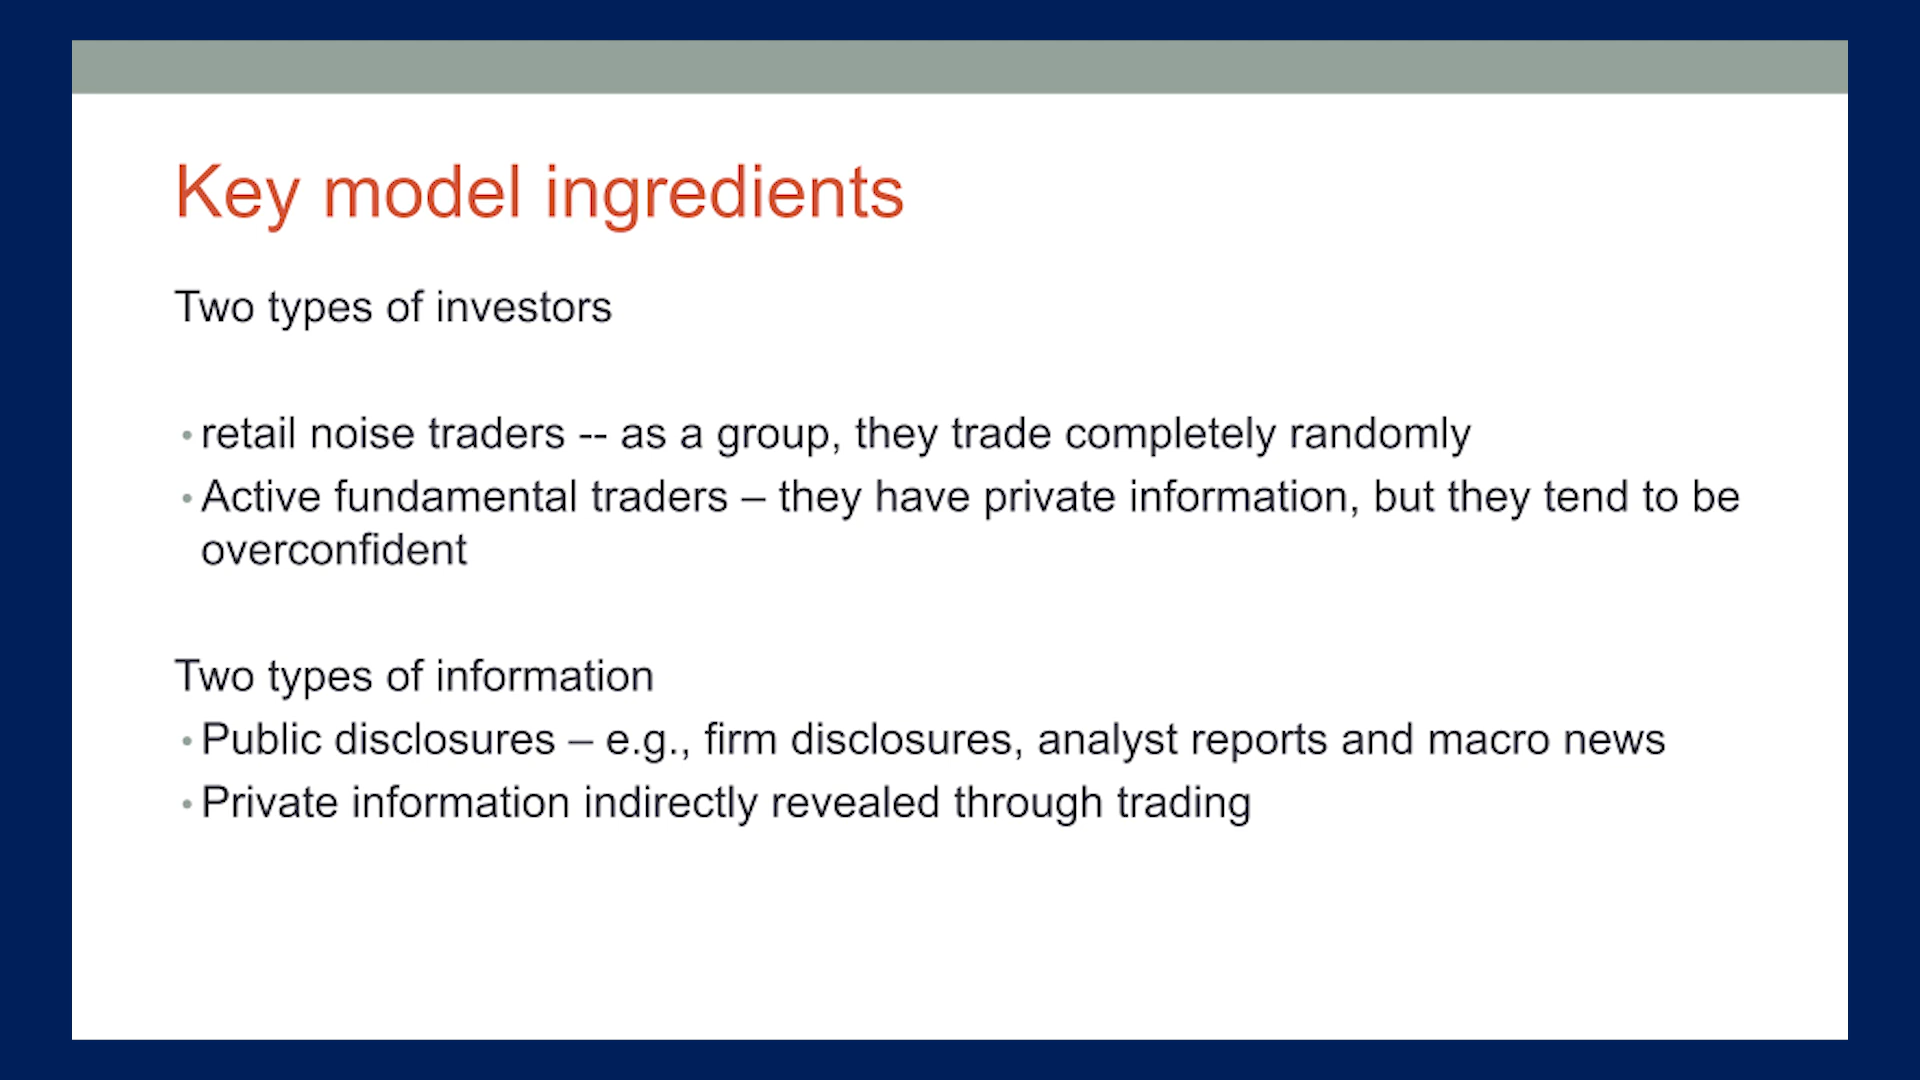 Key model ingredients
Two types of investors
• retail noise traders -- as a group, they trade completely randomly
• Active fundamental traders – they have private information, but they tend to be
overconfident
Two types of information
• Public disclosures – e.g., firm disclosures, analyst reports and macro news
• Private information indirectly revealed through trading